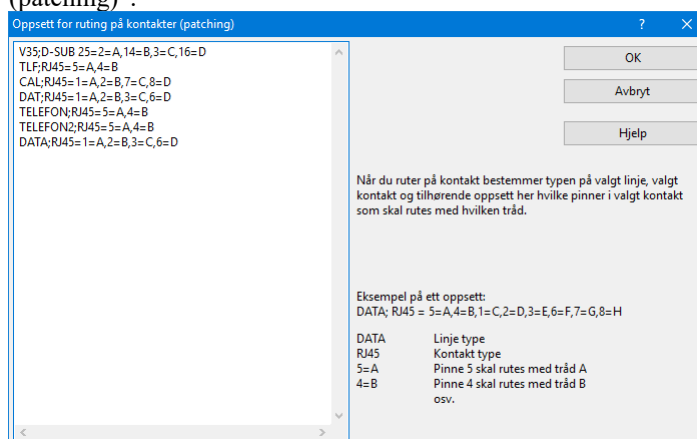 (patching) .
Oppsett for ruting på kontakter (patching)
V35;D-SUB 25=2=A,14=B,3=C,16=D
TLF;RJ45=5=A,4=B
CAL;RJ45=1=A,2=B,7=C,8=D
DAT;RJ45=1=A,2=B,3=C,6=D
TELEFON;RJ45=5=A,4=B
TELEFON2;RJ45=5=A,4=B
DATA;RJ45=1=A,2=B,3=C,6=D
OK
Avbryt
Hjelp
Når du ruter på kontakt bestemmer typen på valgt linje, valgt
kontakt og tilhørende oppsett her hvilke pinner i valgt kontakt
som skal rutes med hvilken tråd.
Eksempel på ett oppsett:
DATA; RJ45 = 5=A,4=B,1=C,2=D,3=E,6=F,7=G,8=H
DATA Linje type
RJ45 Kontakt type
5=A Pinne 5 skal rutes med tråd A
4=B Pinne 4 skal rutes med tråd B
osv.